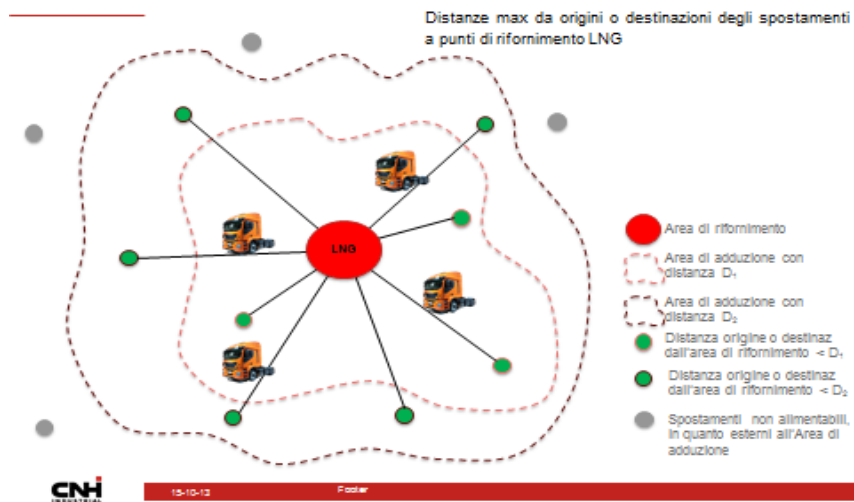 Distanze max da origini o destinazioni degli spostamenti
a punti di rifornimento LNG
LNG
Area di rifornimento
Area di adduzione con
distanza D₁
Area di adduzione con
distanza D₂
Distanza origine o destinaz
dall'area di rifornimento < D₁
Distanza origine o destinaz
dall'area di rifornimento < D₂
Spostamenti non alimentabili,
in quanto esterni all'Area di
adduzione
CNH
INDUSTRIAL
15-10-13
Footer